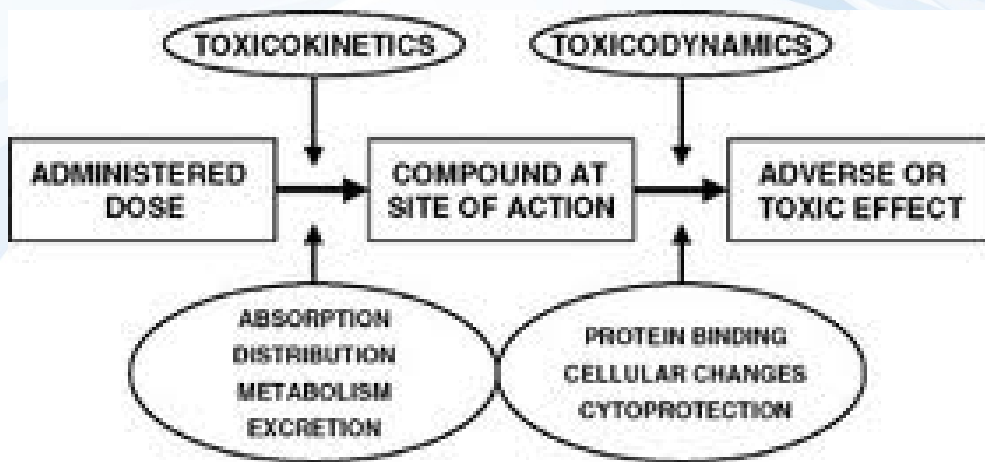 TOXICOKINETICS
TOXICODYNAMICS
ADMINISTERED
DOSE
COMPOUND AT
SITE OF ACTION
ADVERSE OR
TOXIC EFFECT
ABSORPTION
DISTRIBUTION
METABOLISM
EXCRETION
PROTEIN BINDING
CELLULAR CHANGES
CYTOPROTECTION